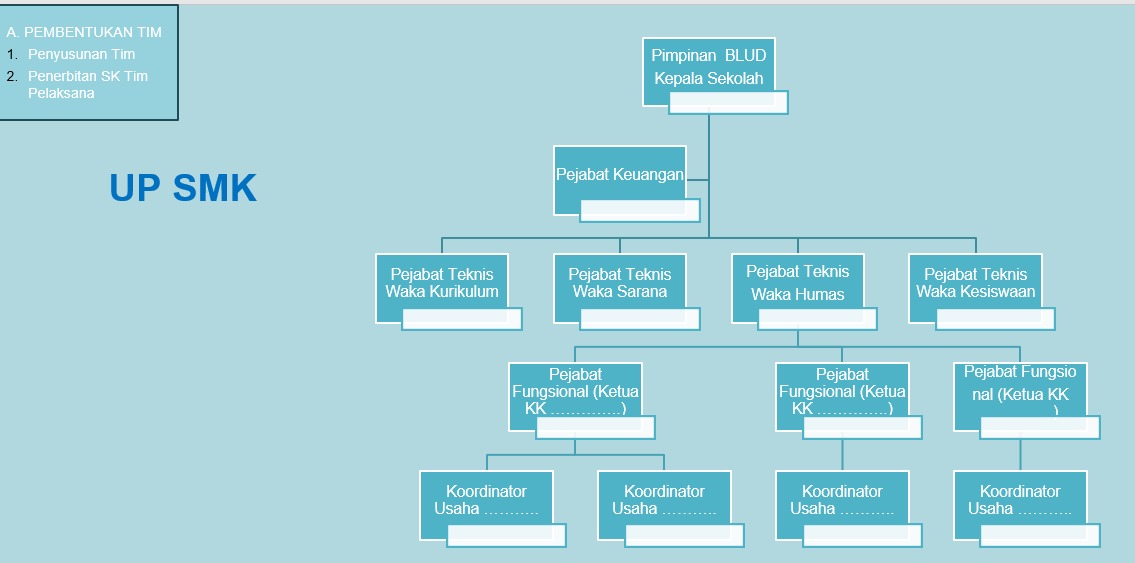 A. PEMBENTUKAN TIM
1. Penyusunan Tim
2. Penerbitan SK Tim
Pelaksana
UP SMK
Pimpinan BLUD
Kepala Sekolah
Pejabat Keuangan
Pejabat Teknis
Waka Kurikulum
Pejabat Teknis
Waka Sarana
Pejabat Teknis
Waka Humas
Pejabat Teknis
Waka Kesiswaan
Pejabat
Fungsional (Ketua
KK …………..)
Pejabat
Fungsional (Ketua
KK …………..)
Pejabat Fungsio
nal (Ketua KK
)
Koordinator
Usaha ………..
Koordinator
Usaha ………..
Koordinator
Usaha ………..
Koordinator
Usaha ………..